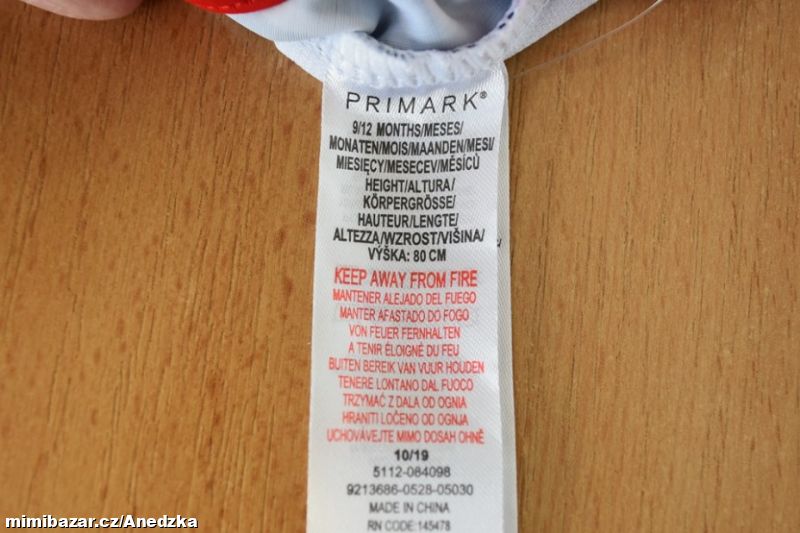 PRIMARK®
9/12 MONTHS/MESES/
MONATEN/MOIS/MAANDEN/MESI/
MIESIĘCY/MESECEV/MĚSÍCŮ
HEIGHT/ALTURA/
KÖRPERGRÖSSE/
HAUTEUR/LENGTE/
ALTEZZA/WZROST/VIŠINA/
VÝŠKA: 80 CM
KEEP AWAY FROM FIRE
MANTENER ALEJADO DEL FUEGO
MANTER AFASTADO DO FOGO
VON FEUER FERNHALTEN
A TENIR ÉLOIGNÉ DU FEU
BUITEN BEREIK VAN VUUR HOUDEN
TENERE LONTANO DAL FUOCO
TRZYMAĆ Z DALA OD OGNIA
HRANITI LOČENO OD OGNJA
UCHOVÁVEJTE MIMO DOSAH OHNĚ
10/19
5112-084098
9213686-0528-05030
MADE IN CHINA
RN CODE: 145478
mimibazar.cz/Anedzka